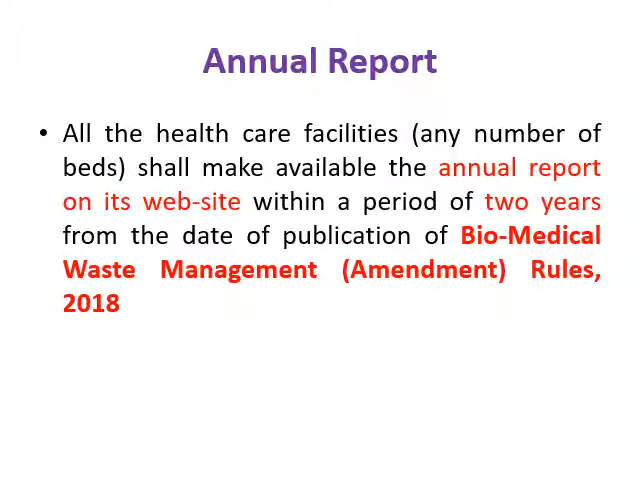 Annual Report
• All the health care facilities (any number of
beds) shall make available the annual report
on its web-site within a period of two years
from the date of publication of Bio-Medical
Waste Management (Amendment) Rules,
2018